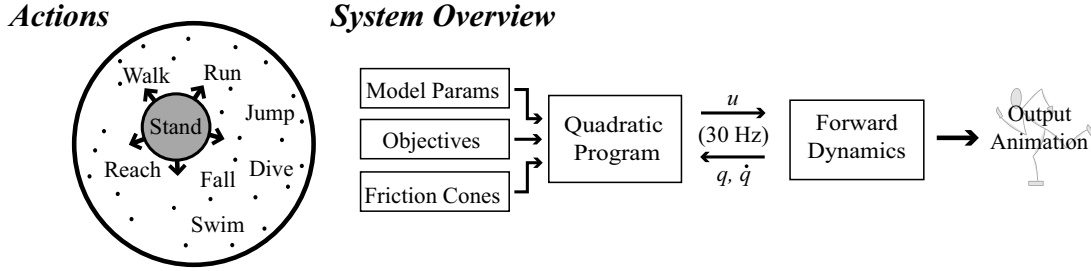 Actions
System Overview
Walk
Run
Jump
Stand
Reach
Fall
Dive
Swim
Model Params
Objectives
Friction Cones
Quadratic
Program
u
(30 Hz)
q, q̇
Forward
Dynamics
Output
Animation